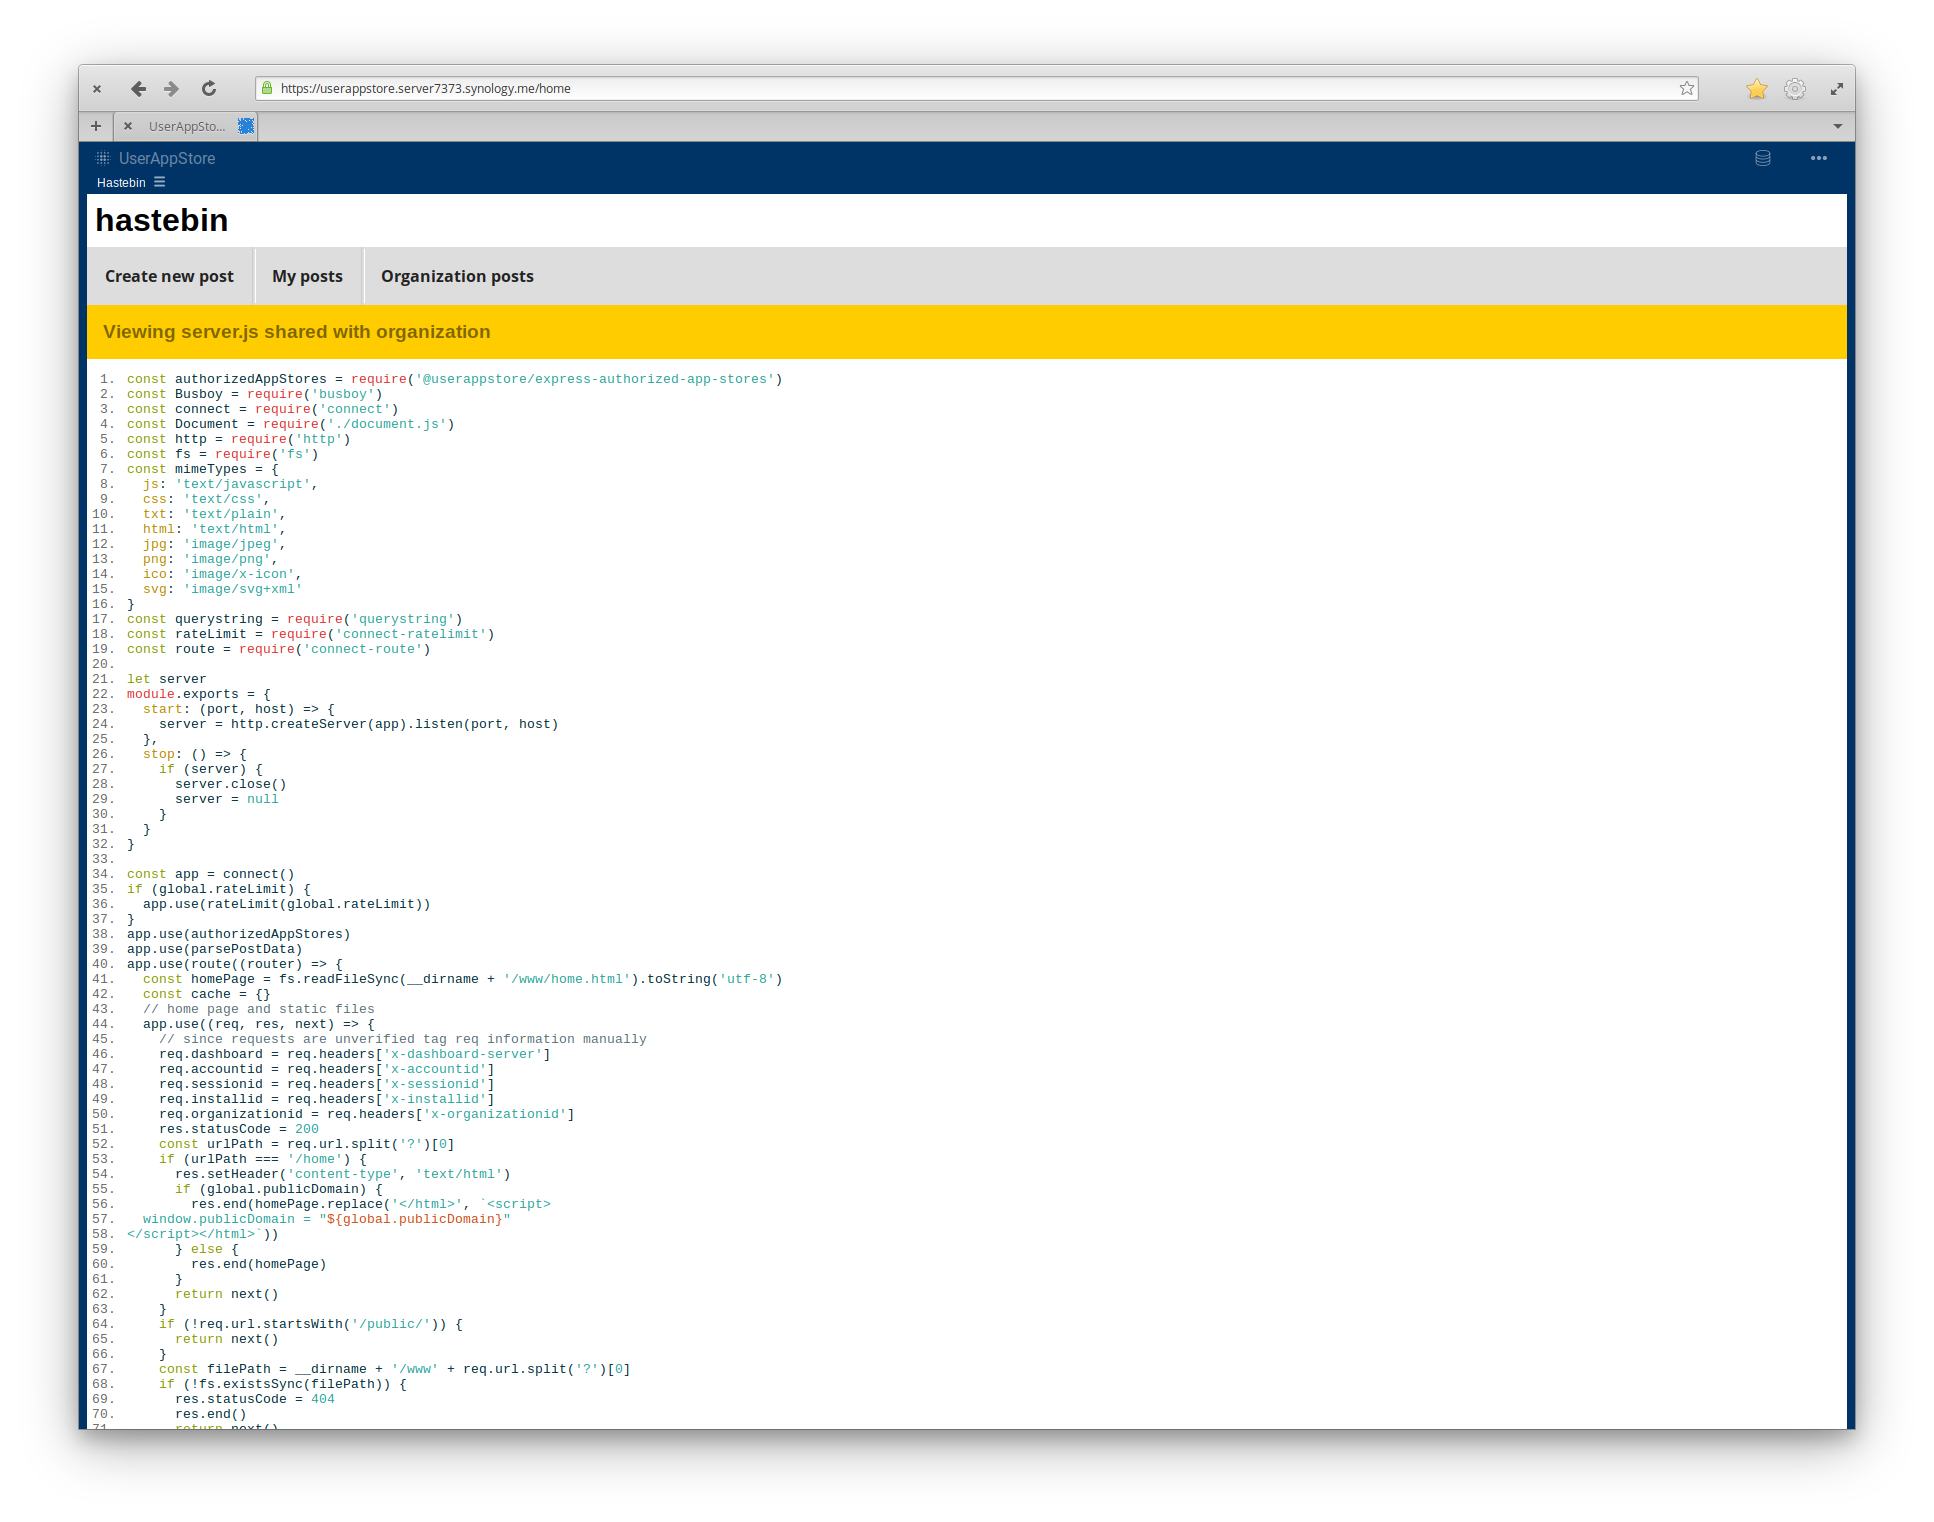 https://userappstore.server7373.synology.me/home
UserAppSto...
UserAppStore
Hastebin
hastebin
Create new post My posts Organization posts
Viewing server.js shared with organization
1. const authorizedAppStores = require('@userappstore/express-authorized-app-stores')
2. const Busboy = require('busboy')
3. const connect = require('connect')
4. const Document = require('./document.js')
5. const http = require('http')
6. const fs = require('fs')
7. const mimeTypes = {
8.   js: 'text/javascript',
9.   css: 'text/css',
10.   txt: 'text/plain',
11.   html: 'text/html',
12.   jpg: 'image/jpeg',
13.   png: 'image/png',
14.   ico: 'image/x-icon',
15.   svg: 'image/svg+xml'
16. }
17. const querystring = require('querystring')
18. const rateLimit = require('connect-ratelimit')
19. const route = require('connect-route')
20.
21. let server
22. module.exports = {
23.   start: (port, host) => {
24.     server = http.createServer(app).listen(port, host)
25.   },
26.   stop: () => {
27.     if (server) {
28.       server.close()
29.       server = null
30.     }
31.   }
32. }
33.
34. const app = connect()
35. if (global.rateLimit) {
36.   app.use(rateLimit(global.rateLimit))
37. }
38. app.use(authorizedAppStores)
39. app.use(parsePostData)
40. app.use(route((router) => {
41.   const homePage = fs.readFileSync(__dirname + '/www/home.html').toString('utf-8')
42.   const cache = {}
43.   // home page and static files
44.   app.use((req, res, next) => {
45.     // since requests are unverified tag req information manually
46.     req.dashboard = req.headers['x-dashboard-server']
47.     req.accountid = req.headers['x-accountid']
48.     req.sessionid = req.headers['x-sessionid']
49.     req.installid = req.headers['x-installid']
50.     req.organizationid = req.headers['x-organizationid']
51.     res.statusCode = 200
52.     const urlPath = req.url.split('?')[0]
53.     if (urlPath === '/home') {
54.       res.setHeader('content-type', 'text/html')
55.       if (global.publicDomain) {
56.         res.end(homePage.replace('</html>', `<script>
57.   window.publicDomain = "${global.publicDomain}"
58. </script></html>`))
59.       } else {
60.         res.end(homePage)
61.       }
62.       return next()
63.     }
64.     if (!req.url.startsWith('/public/')) {
65.       return next()
66.     }
67.     const filePath = __dirname + '/www' + req.url.split('?')[0]
68.     if (!fs.existsSync(filePath)) {
69.       res.statusCode = 404
70.       res.end()
71.       return next()